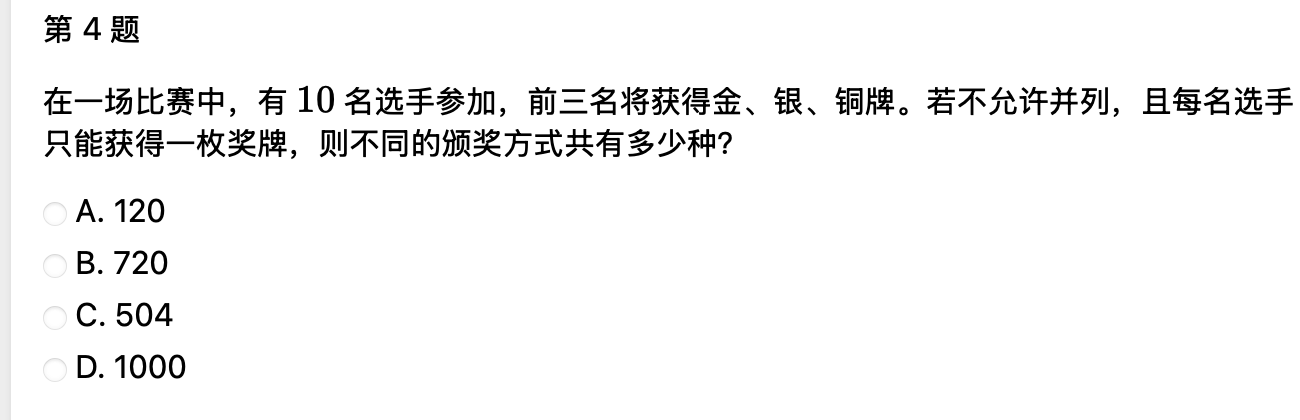 第 4 题
在一场比赛中，有 10 名选手参加，前三名将获得金、银、铜牌。若不允许并列，且每名选手
只能获得一枚奖牌，则不同的颁奖方式共有多少种?
A. 120
B. 720
C. 504
D. 1000